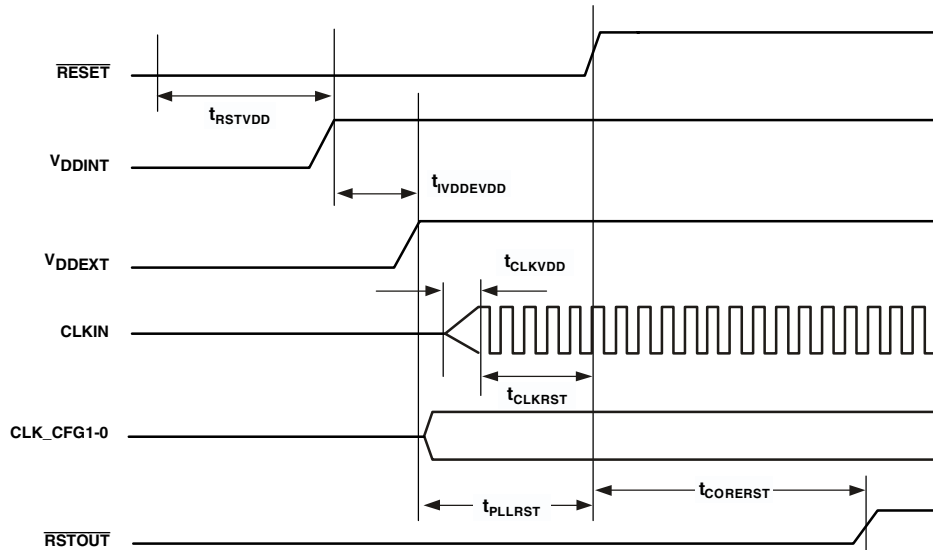 RESET
tRSTVDD
VDDINT
tIVDDEVDD
VDDEXT
tCLKVDD
CLKIN
tCLKRST
CLK_CFG1-0
tPLLRST
tCORERST
RSTOUT